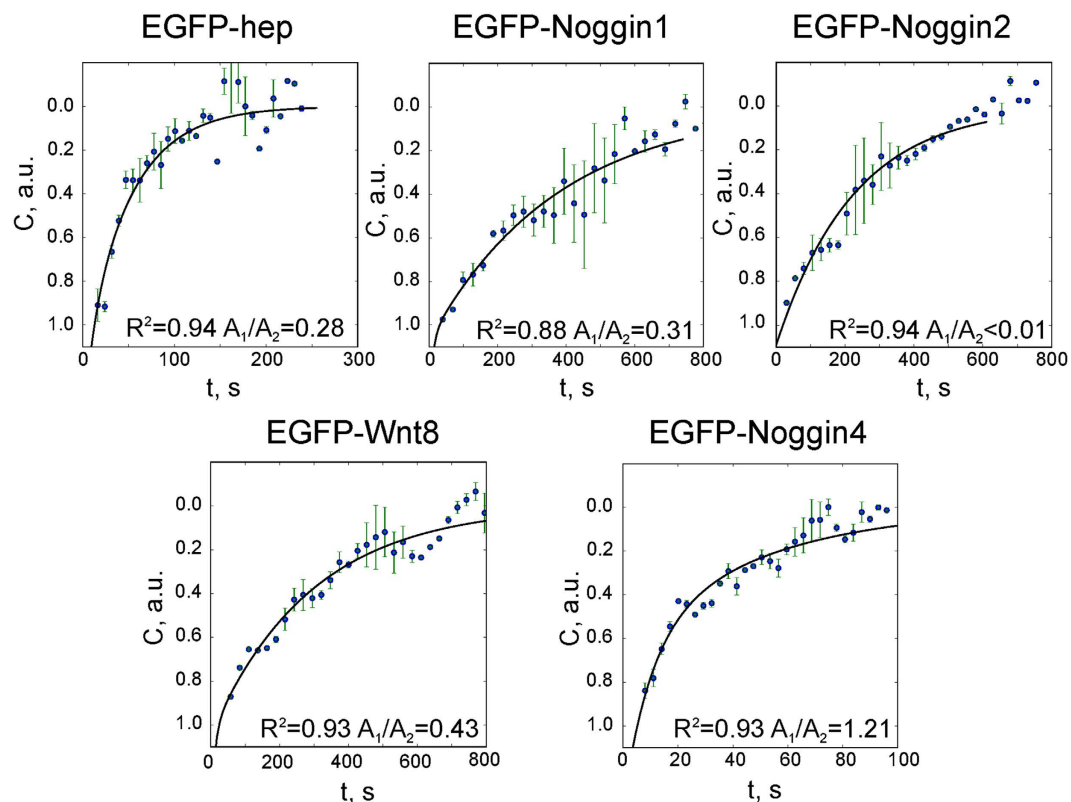 EGFP-hep
EGFP-Noggin1
EGFP-Noggin2
C, a.u.
0.0
0.2
0.4
0.6
0.8
1.0
R²=0.94 A₁/A₂=0.28
0
100
200
300
t, s
C, a.u.
0.0
0.2
0.4
0.6
0.8
1.0
R²=0.88 A₁/A₂=0.31
0
200
400
600
800
t, s
C, a.u.
0.0
0.2
0.4
0.6
0.8
1.0
R²=0.94 A₁/A₂<0.01
0
200
400
600
800
t, s
EGFP-Wnt8
EGFP-Noggin4
C, a.u.
0.0
0.2
0.4
0.6
0.8
1.0
R²=0.93 A₁/A₂=0.43
0
200
400
600
800
t, s
C, a.u.
0.0
0.2
0.4
0.6
0.8
1.0
R²=0.93 A₁/A₂=1.21
0
20
40
60
80
100
t, s